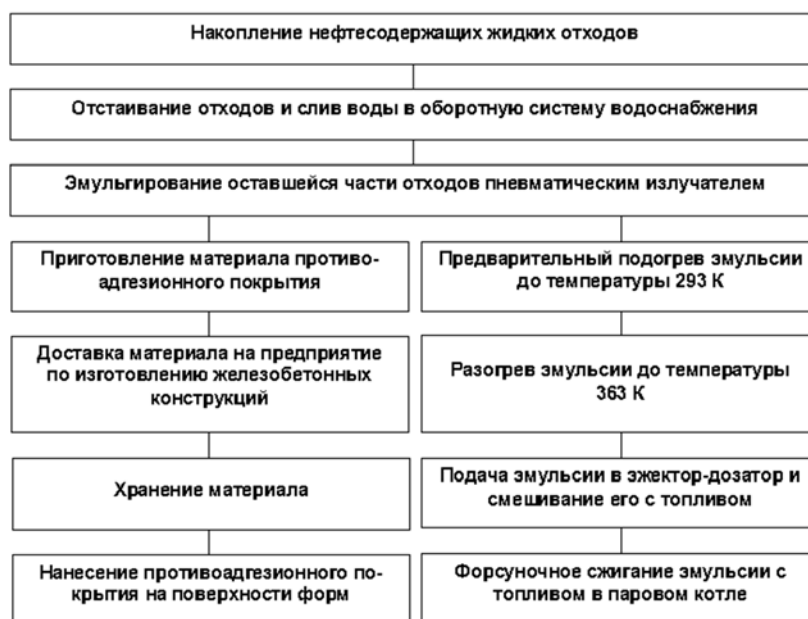 Накопление нефтесодержащих жидких отходов
Отстаивание отходов и слив воды в оборотную систему водоснабжения
Эмульгирование оставшейся части отходов пневматическим излучателем
Приготовление материала противо-
адгезионного покрытия
Предварительный подогрев эмульсии
до температуры 293 К
Доставка материала на предприятие
по изготовлению железобетонных
конструкций
Разогрев эмульсии до температуры
363 К
Хранение материала
Подача эмульсии в эжектор-дозатор и
смешивание его с топливом
Нанесение противоадгезионного по-
крытия на поверхности форм
Форсуночное сжигание эмульсии с
топливом в паровом котле